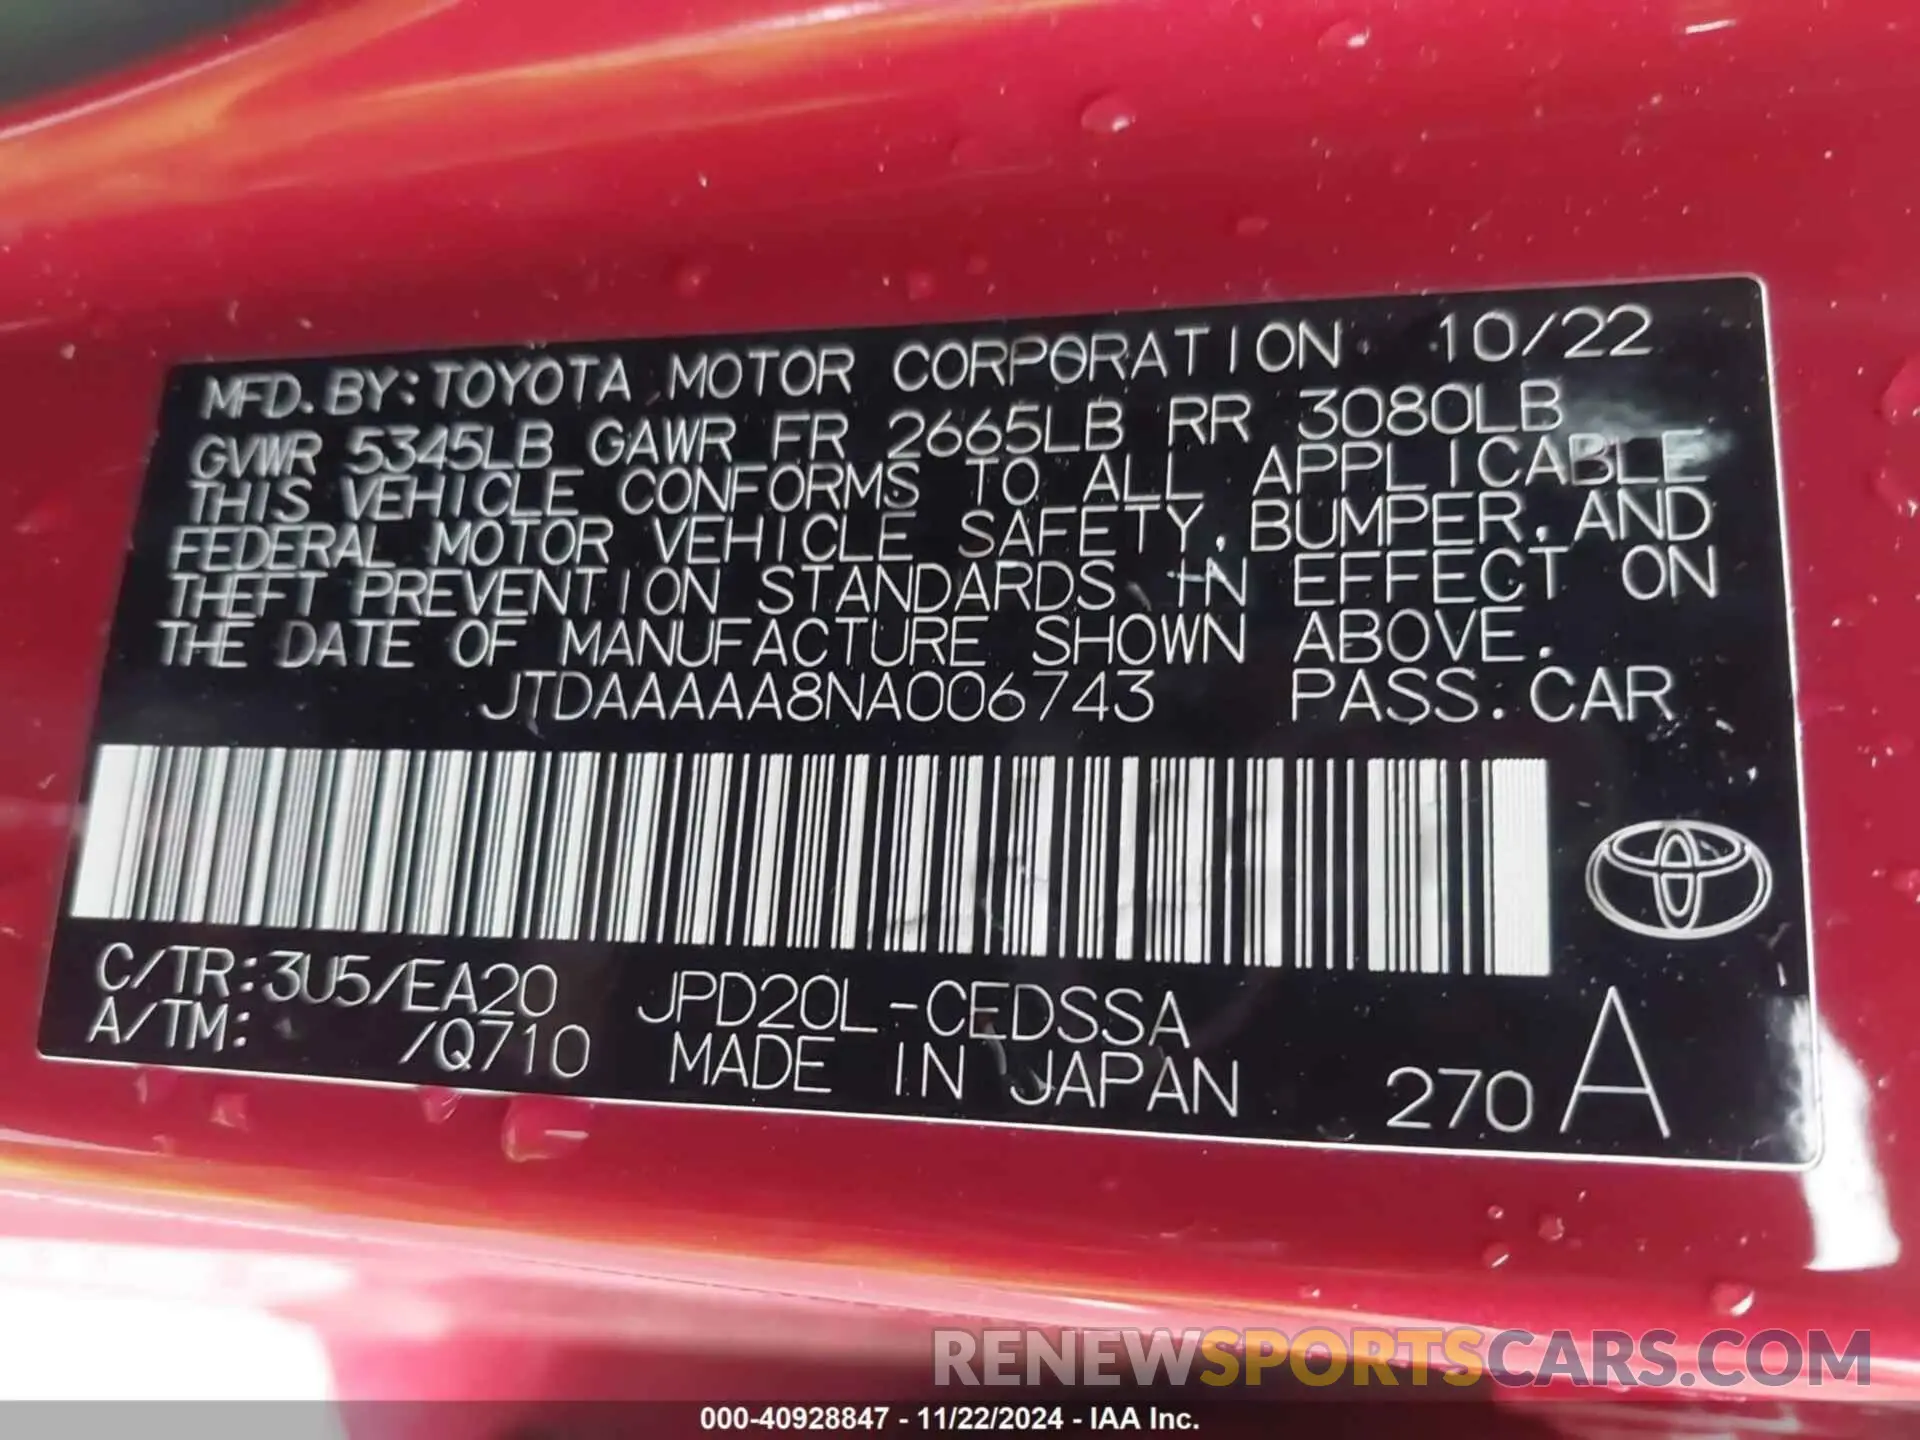 MFD. BY: TOYOTA MOTOR CORPORATION 10/22
GVWR 5345LB GAWR FR 2665LB RR 3080LB
THIS VEHICLE CONFORMS TO ALL APPLICABLE
FEDERAL MOTOR VEHICLE SAFETY, BUMPER, AND
THEFT PREVENTION STANDARDS IN EFFECT ON
THE DATE OF MANUFACTURE SHOWN ABOVE.
JTDAAAAA8NA006743 PASS. CAR
C/TR: 3U5/EA20 JPD20L-CEDSSA
A/TM: /Q710 MADE IN JAPAN 270 A
RENEWSPORTSCARS.COM
000-40928847 - 11/22/2024 - IAA Inc.